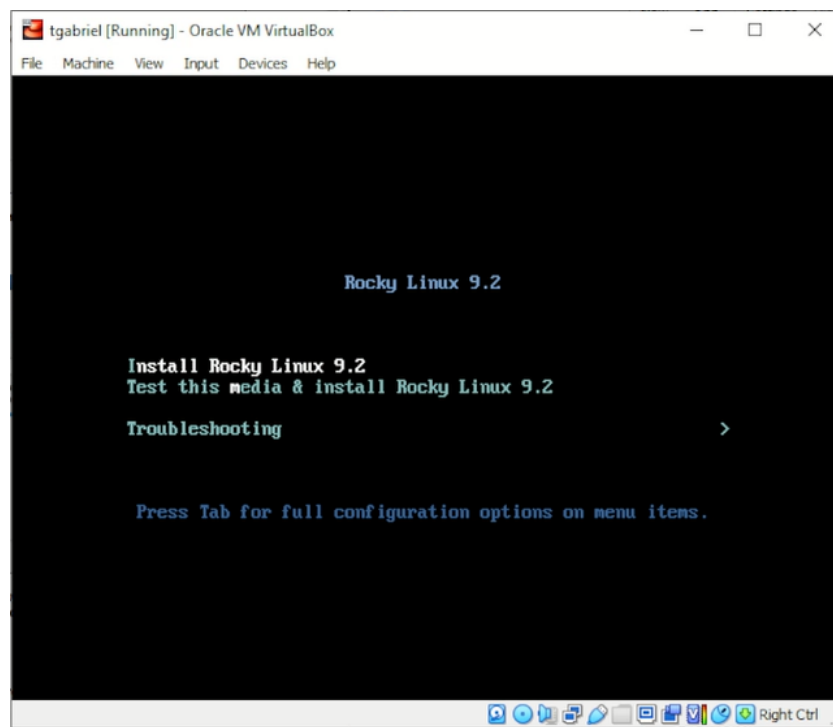 tgabriel [Running] - Oracle VM VirtualBox
File Machine View Input Devices Help
Rocky Linux 9.2
Install Rocky Linux 9.2
Test this media & install Rocky Linux 9.2
Troubleshooting >
Press Tab for full configuration options on menu items.
Right Ctrl